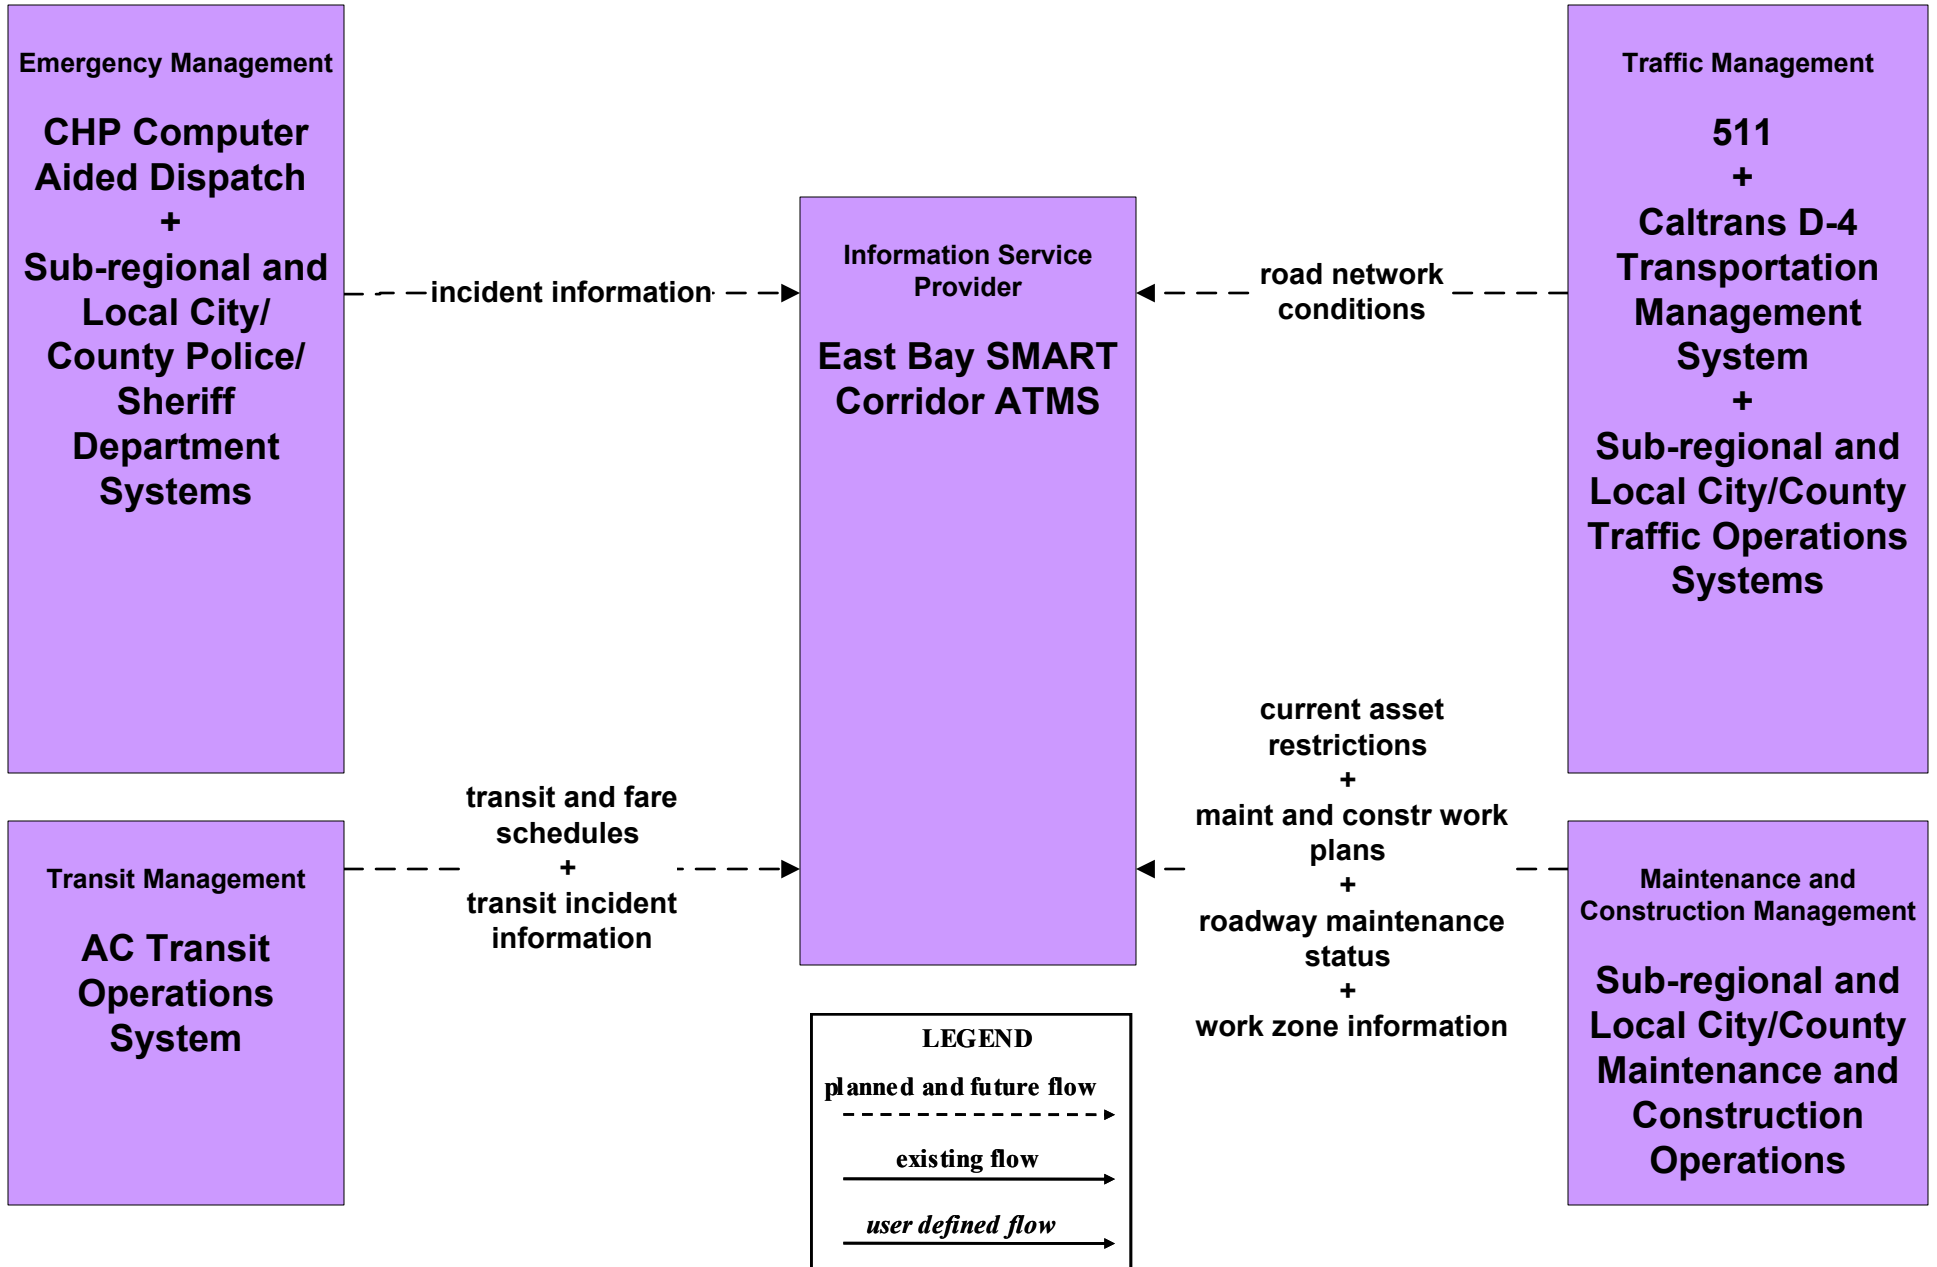 Emergency Management
CHP Computer
Aided Dispatch
+
Sub-regional and
Local City/
County Police/
Sheriff
Department
Systems
incident information
Information Service
Provider
East Bay SMART
Corridor ATMS
road network
conditions
Traffic Management
511
+
Caltrans D-4
Transportation
Management
System
+
Sub-regional and
Local City/County
Traffic Operations
Systems
Transit Management
AC Transit
Operations
System
transit and fare
schedules
+
transit incident
information
current asset
restrictions
+
maint and constr work
plans
+
roadway maintenance
status
+
work zone information
Maintenance and
Construction Management
Sub-regional and
Local City/County
Maintenance and
Construction
Operations
LEGEND
planned and future flow
existing flow
user defined flow